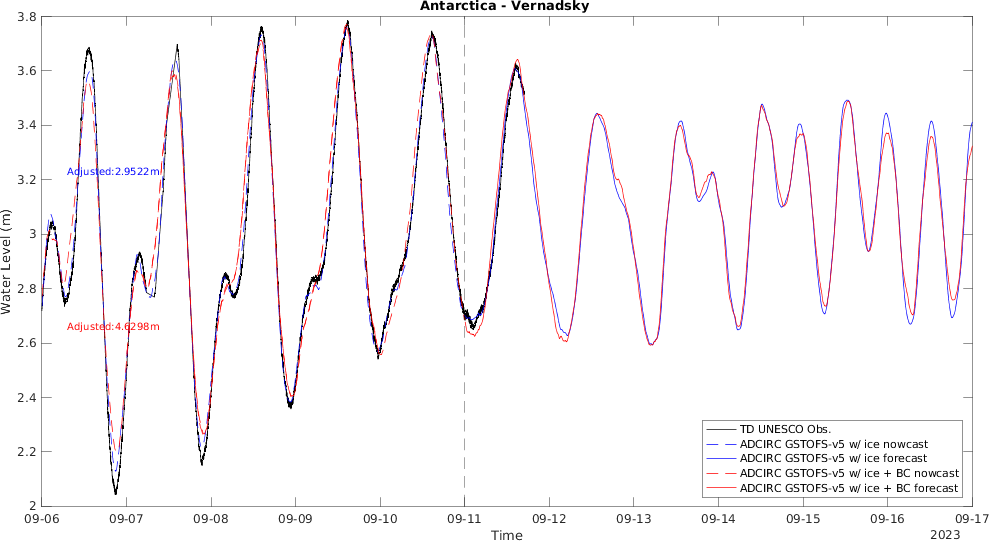 Antarctica - Vernadsky
3.8
3.6
3.4
3.2
3
2.8
2.6
2.4
2.2
2
Water Level (m)
Adjusted:2.9522m
Adjusted:4.6298m
TD UNESCO Obs.
ADCIRC GSTOFS-v5 w/ ice nowcast
ADCIRC GSTOFS-v5 w/ ice forecast
ADCIRC GSTOFS-v5 w/ ice + BC nowcast
ADCIRC GSTOFS-v5 w/ ice + BC forecast
09-06 09-07 09-08 09-09 09-10 09-11 09-12 09-13 09-14 09-15 09-16 09-17
Time
2023